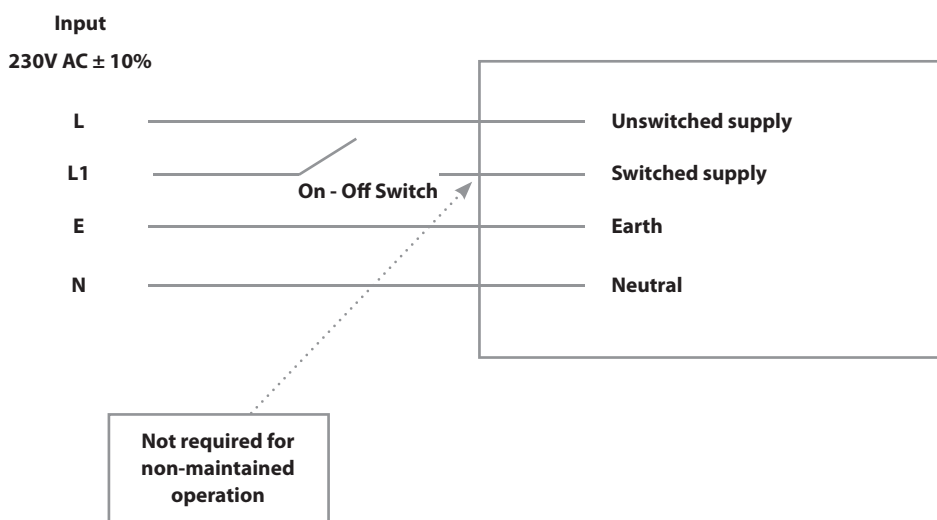 Input
230V AC ± 10%
L
Unswitched supply
L1
Switched supply
On - Off Switch
E
Earth
N
Neutral
Not required for
non-maintained
operation